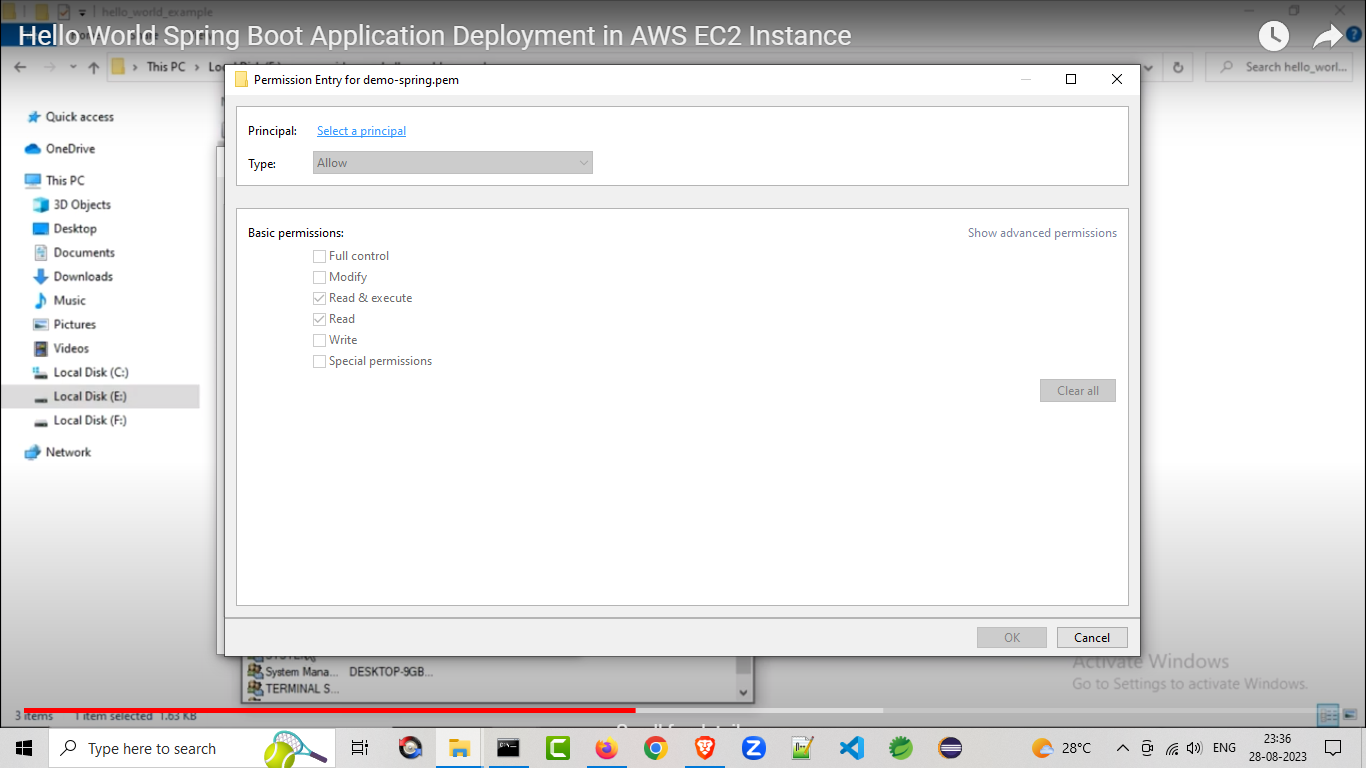 hello_world_example
Hello World Spring Boot Application Deployment in AWS EC2 Instance
This PC
Search hello_worl...
Permission Entry for demo-spring.pem
Quick access
OneDrive
This PC
3D Objects
Desktop
Documents
Downloads
Music
Pictures
Videos
Local Disk (C:)
Local Disk (E:)
Local Disk (F:)
Network
Principal: Select a principal
Type: Allow
Basic permissions: Show advanced permissions
Full control
Modify
Read & execute
Read
Write
Special permissions
Clear all
OK Cancel
System Mana... DESKTOP-9GB...
TERMINAL S...
Activate Windows
Go to Settings to activate Windows.
3 items 1 item selected 1.63 KB
Type here to search
28°C
ENG
23:36
28-08-2023